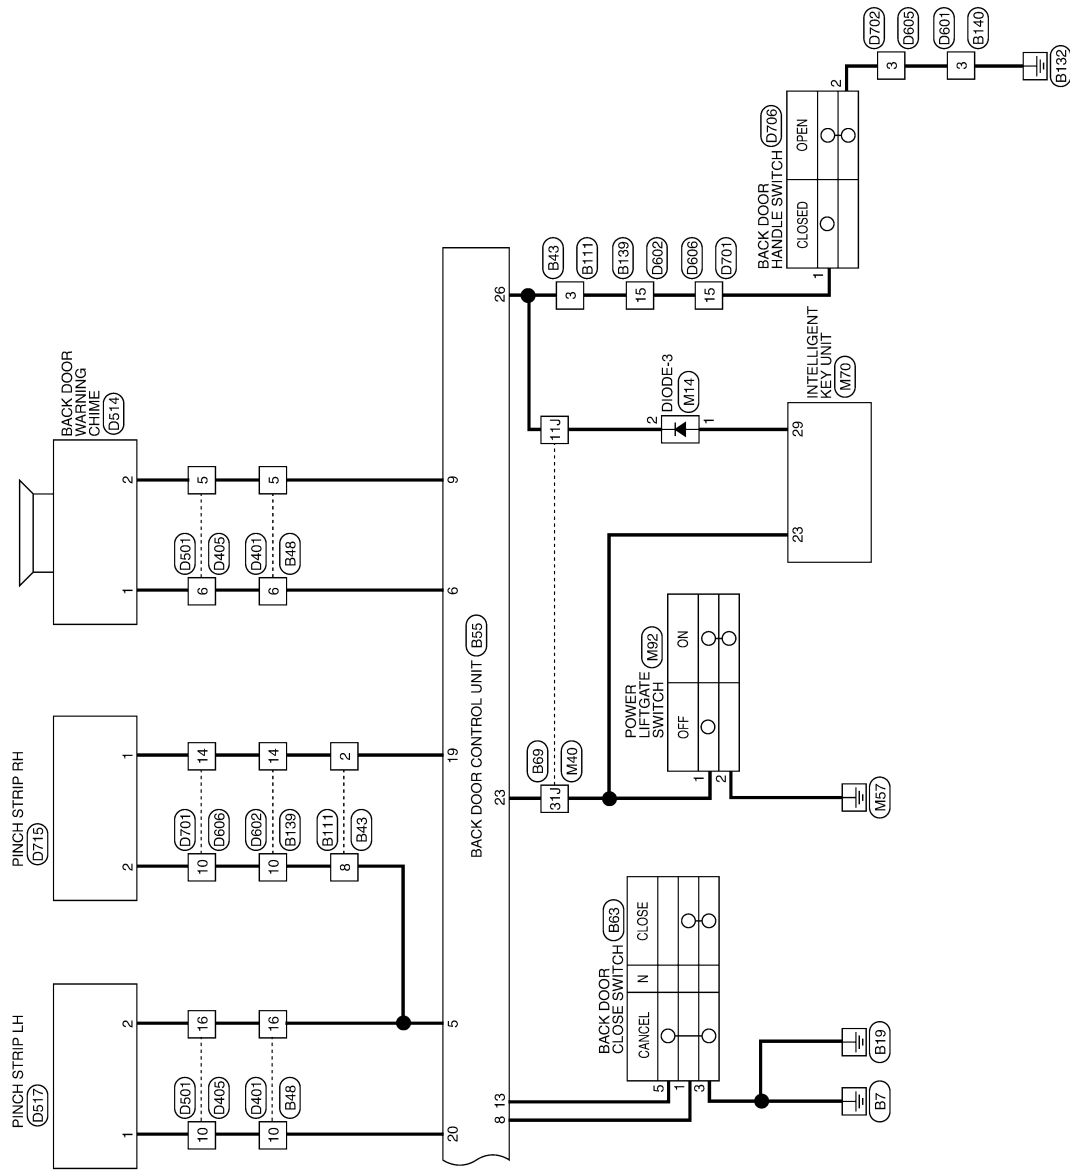 PINCH STRIP LH
D517
1
2
D501
D405
10
16
D401
B48
10
16
20
5
PINCH STRIP RH
D715
2
1
D701
D606
10
14
D602
B139
10
14
B111
B43
8
2
19
BACK DOOR
WARNING
CHIME
D514
1
2
D501
D405
6
5
D401
B48
6
5
6
9
BACK DOOR CONTROL UNIT
B55
8
13
23
26
BACK DOOR
CLOSE SWITCH
B63
CANCEL
N
CLOSE
5
1
3
B7
B19
B69
M40
31J
11J
POWER
LIFTGATE
SWITCH
M92
OFF
ON
1
2
M57
DIODE-3
M14
2
1
INTELLIGENT
KEY UNIT
M70
23
29
B43
B111
3
B139
D602
15
D606
D701
15
BACK DOOR
HANDLE SWITCH
D706
CLOSED
OPEN
1
2
D702
D605
3
D601
B140
3
B132